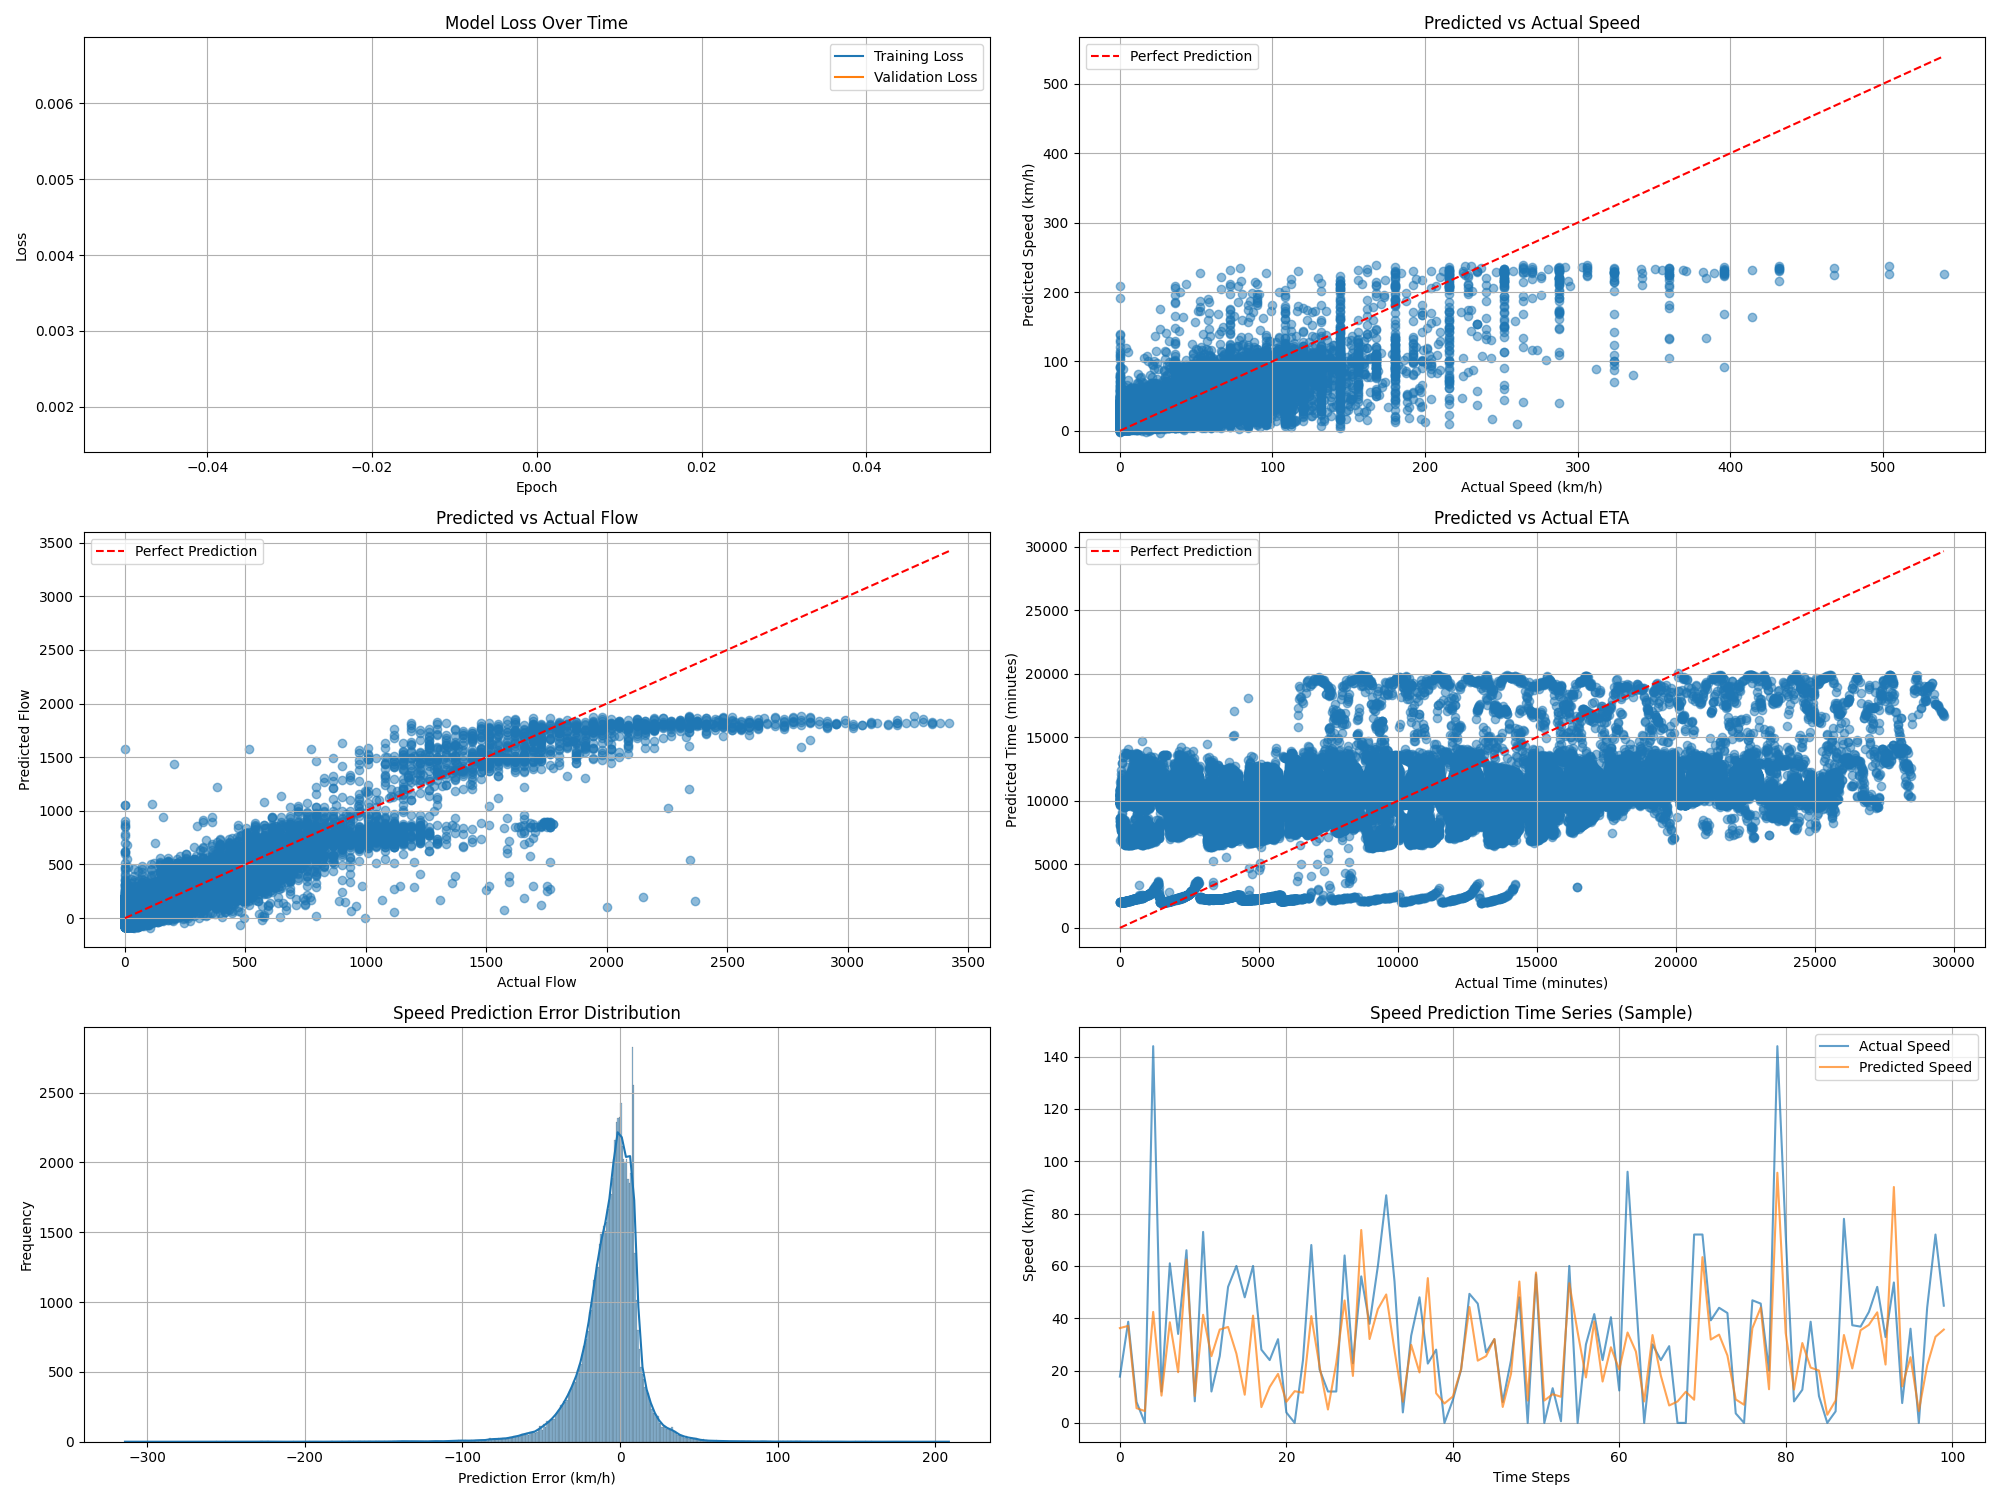 Model Loss Over Time
Training Loss
Validation Loss
0.006
0.005
0.004
0.003
0.002
Loss
−0.04 −0.02 0.00 0.02 0.04
Epoch
Predicted vs Actual Speed
Perfect Prediction
500
400
300
200
100
0
Predicted Speed (km/h)
0 100 200 300 400 500
Actual Speed (km/h)
Predicted vs Actual Flow
Perfect Prediction
3500
3000
2500
2000
1500
1000
500
0
Predicted Flow
0 500 1000 1500 2000 2500 3000 3500
Actual Flow
Predicted vs Actual ETA
Perfect Prediction
30000
25000
20000
15000
10000
5000
0
Predicted Time (minutes)
0 5000 10000 15000 20000 25000 30000
Actual Time (minutes)
Speed Prediction Error Distribution
2500
2000
1500
1000
500
0
Frequency
−300 −200 −100 0 100 200
Prediction Error (km/h)
Speed Prediction Time Series (Sample)
Actual Speed
Predicted Speed
140
120
100
80
60
40
20
0
Speed (km/h)
0 20 40 60 80 100
Time Steps